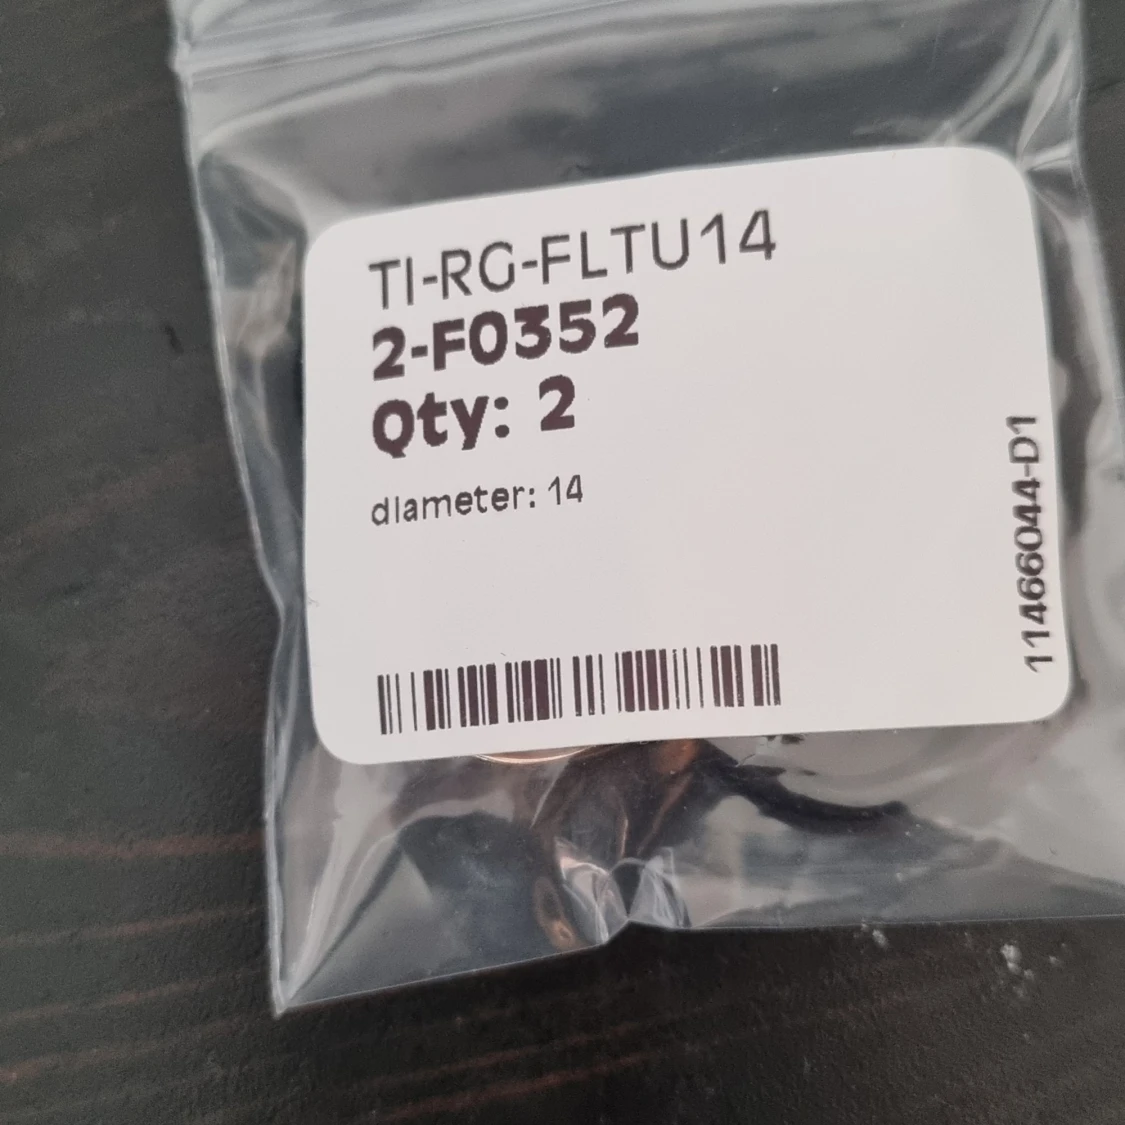 TI-RG-FLTU14
2-F0352
Qty: 2
diameter: 14
11466044-D1